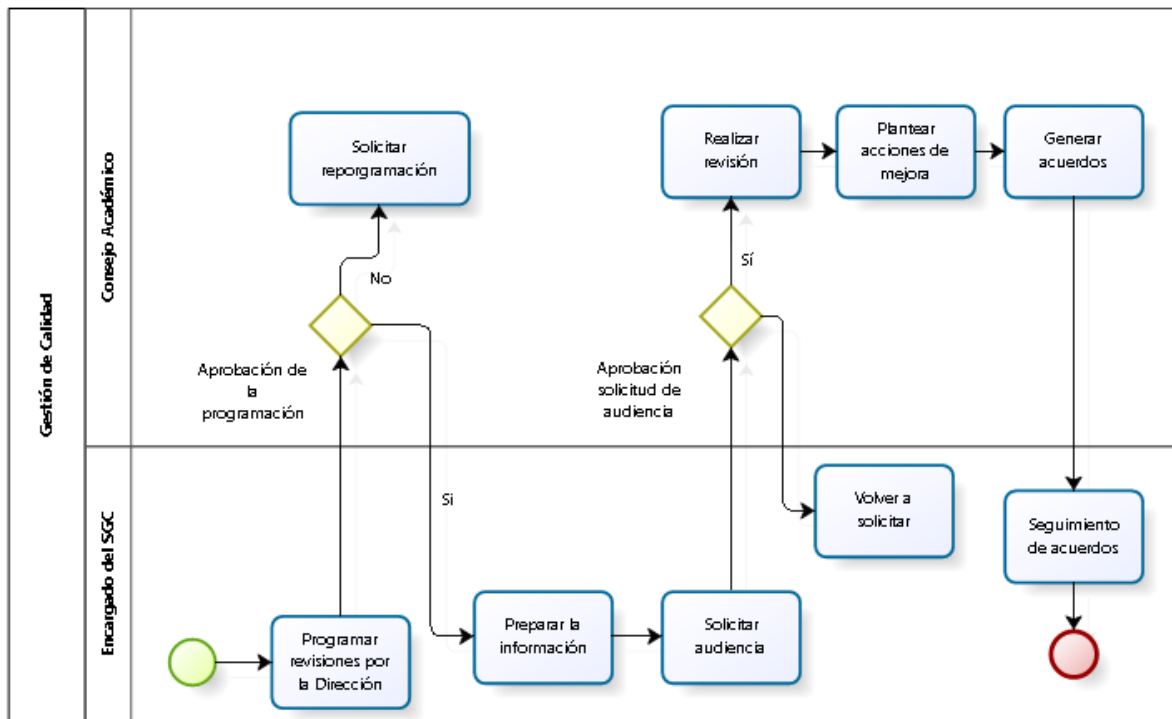 Gestión de Calidad
Consejo Académico
Solicitar
reporgramación
No
Aprobación de
la
programación
Realizar
revisión
Plantear
acciones de
mejora
Generar
acuerdos
Sí
Aprobación
solicitud de
audiencia
Encargado del SGC
Si
Programar
revisiones por
la Dirección
Preparar la
información
Solicitar
audiencia
Volver a
solicitar
Seguimiento
de acuerdos